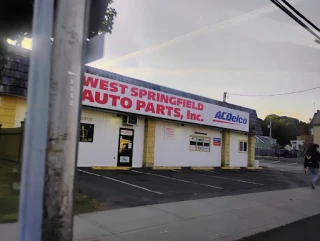 WEST SPRINGFIELD
AUTO PARTS, Inc.
ACDelco